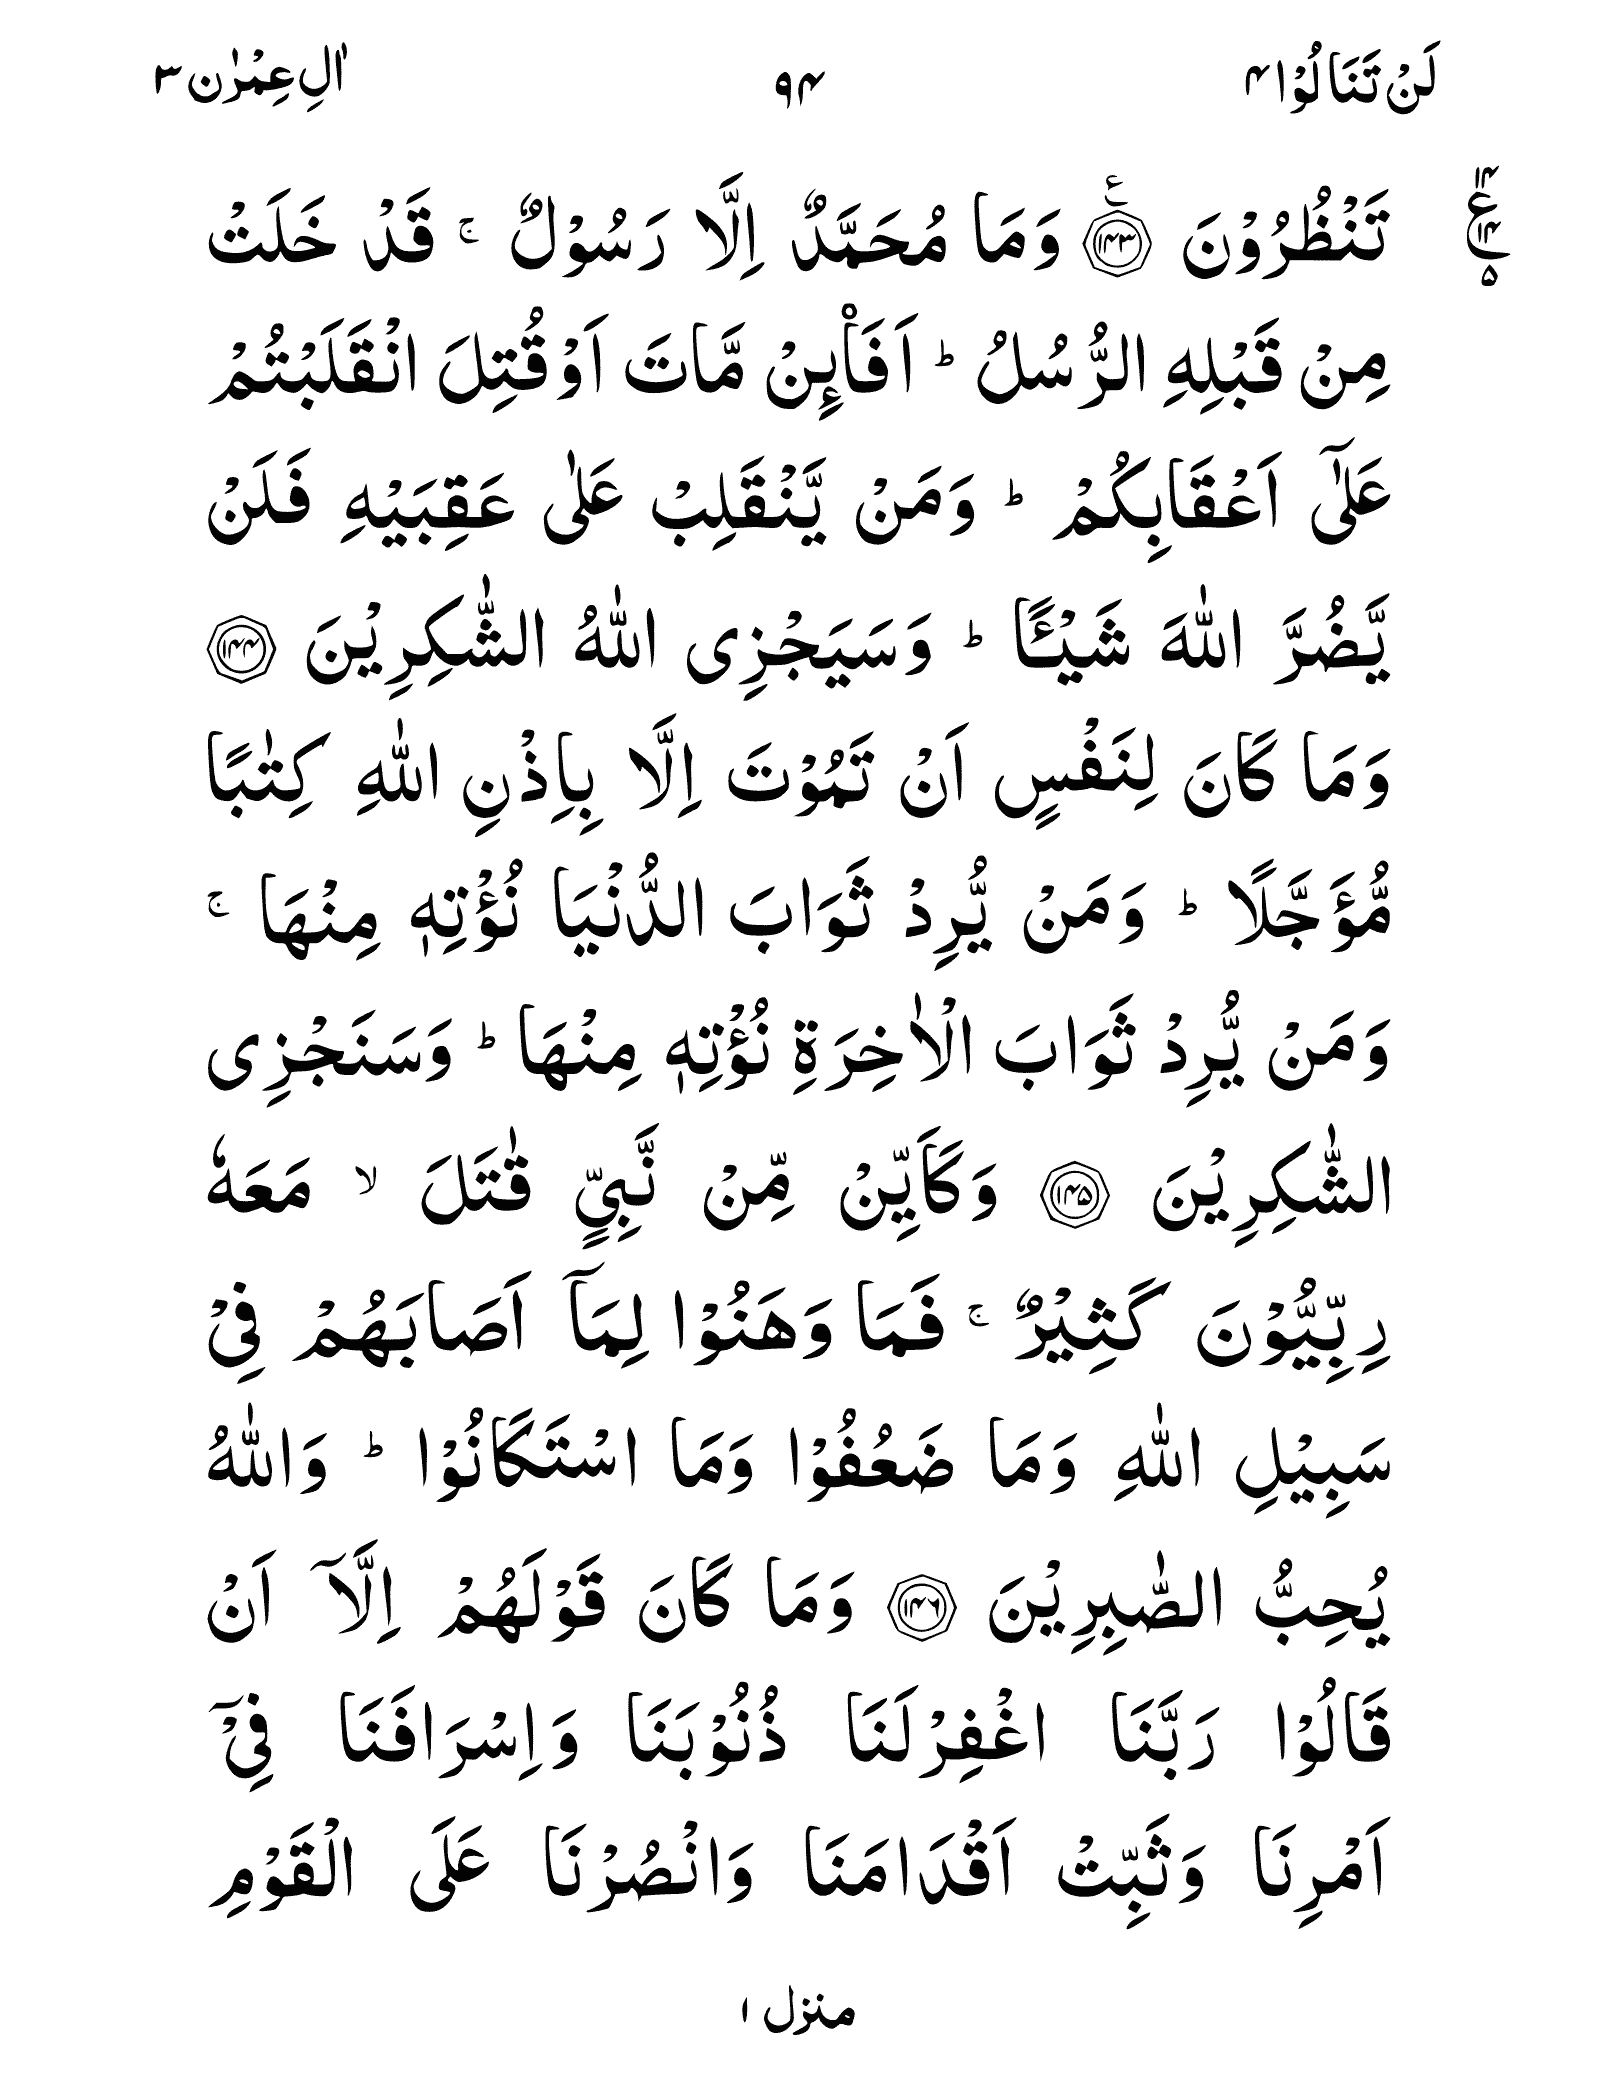 لَنۡ تَنَالُوۡا ۴
۹۴
اٰلِ عِمۡرٰن ۳
تَنۡظُرُوۡنَ ﴿۱۴۳﴾ؑ وَمَا مُحَمَّدٌ اِلَّا رَسُوۡلٌ ۚ قَدۡ خَلَتۡ
۱۴
ع
۱۴
۵
مِنۡ قَبۡلِهِ الرُّسُلُ ؕ اَفَا۟ئِنۡ مَّاتَ اَوۡ قُتِلَ انْقَلَبۡتُمۡ
عَلٰٓى اَعۡقَابِكُمۡ ؕ وَمَنۡ يَّنۡقَلِبۡ عَلٰى عَقِبَيۡهِ فَلَنۡ
يَّضُرَّ اللّٰهَ شَيۡـــًٔا ؕ وَسَيَجۡزِى اللّٰهُ الشّٰكِرِيۡنَ ﴿۱۴۴﴾
وَمَا كَانَ لِنَفۡسٍ اَنۡ تَمُوۡتَ اِلَّا بِاِذۡنِ اللّٰهِ كِتٰبًا
مُّؤَجَّلًا ؕ وَمَنۡ يُّرِدۡ ثَوَابَ الدُّنۡيَا نُؤۡتِهٖ مِنۡهَا ۚ
وَمَنۡ يُّرِدۡ ثَوَابَ الۡاٰخِرَةِ نُؤۡتِهٖ مِنۡهَا ؕ وَسَنَجۡزِى
الشّٰكِرِيۡنَ ﴿۱۴۵﴾ وَكَاَيِّنۡ مِّنۡ نَّبِىٍّ قٰتَلَ ۙ مَعَهٗ
رِبِّيُّوۡنَ كَثِيۡرٌ ۚ فَمَا وَهَنُوۡا لِمَاۤ اَصَابَهُمۡ فِىۡ
سَبِيۡلِ اللّٰهِ وَمَا ضَعُفُوۡا وَمَا اسۡتَكَانُوۡا ؕ وَاللّٰهُ
يُحِبُّ الصّٰبِرِيۡنَ ﴿۱۴۶﴾ وَمَا كَانَ قَوۡلَهُمۡ اِلَّاۤ اَنۡ
قَالُوۡا رَبَّنَا اغۡفِرۡ لَنَا ذُنُوۡبَنَا وَاِسۡرَافَنَا فِىۡۤ
اَمۡرِنَا وَثَبِّتۡ اَقۡدَامَنَا وَانۡصُرۡنَا عَلَى الۡقَوۡمِ
منزل ۱